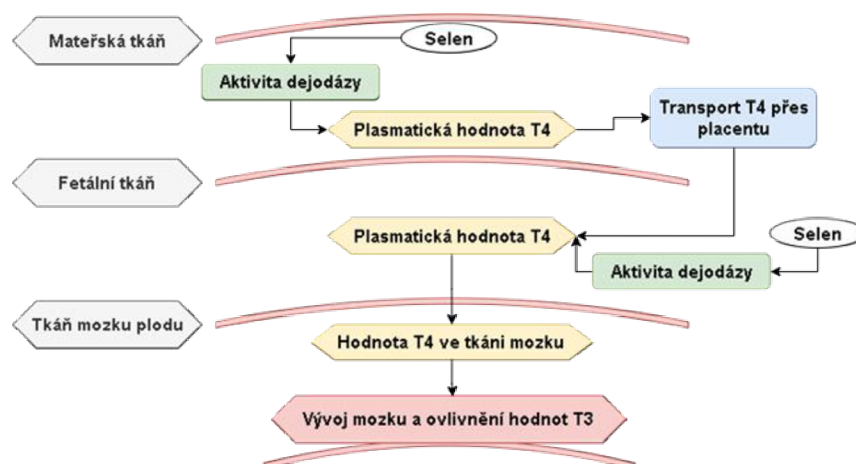 Mateřská tkáň
Selen
Aktivita dejodázy
Plasmatická hodnota T4
Transport T4 přes
placentu
Fetální tkáň
Plasmatická hodnota T4
Selen
Aktivita dejodázy
Tkáň mozku plodu
Hodnota T4 ve tkáni mozku
Vývoj mozku a ovlivnění hodnot T3